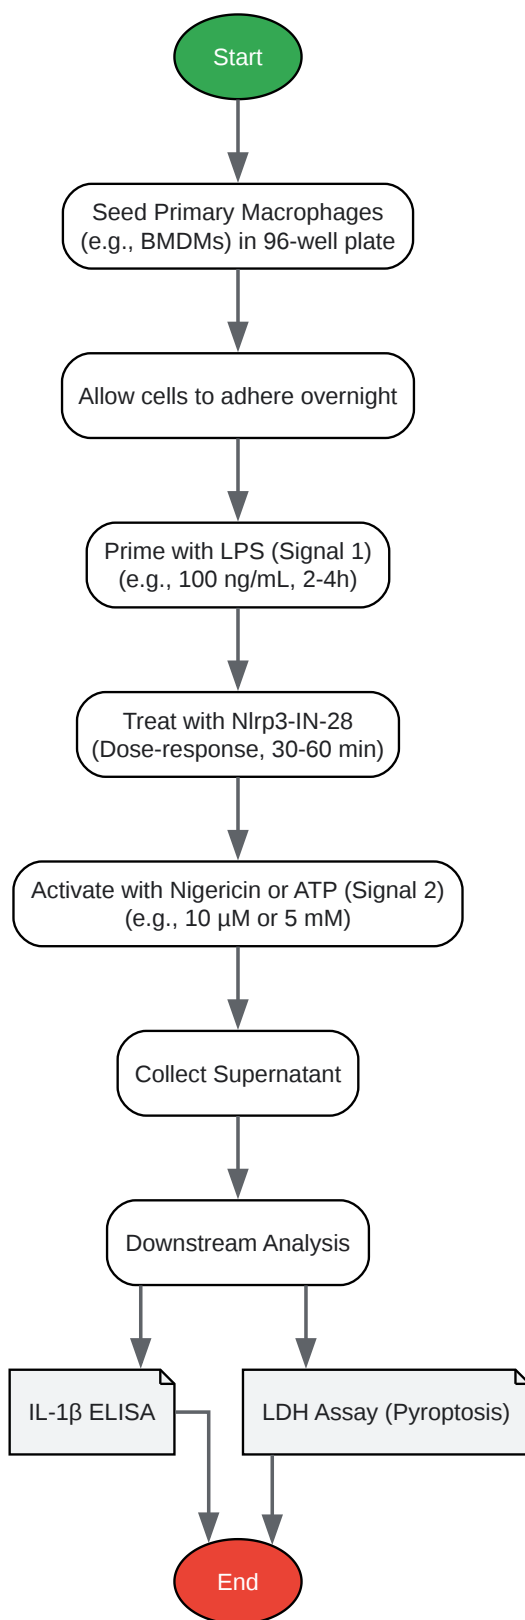 Start
Seed Primary Macrophages
(e.g., BMDMs) in 96-well plate
Allow cells to adhere overnight
Prime with LPS (Signal 1)
(e.g., 100 ng/mL, 2-4h)
Treat with Nlrp3-IN-28
(Dose-response, 30-60 min)
Activate with Nigericin or ATP (Signal 2)
(e.g., 10 µM or 5 mM)
Collect Supernatant
Downstream Analysis
IL-1β ELISA
LDH Assay (Pyroptosis)
End